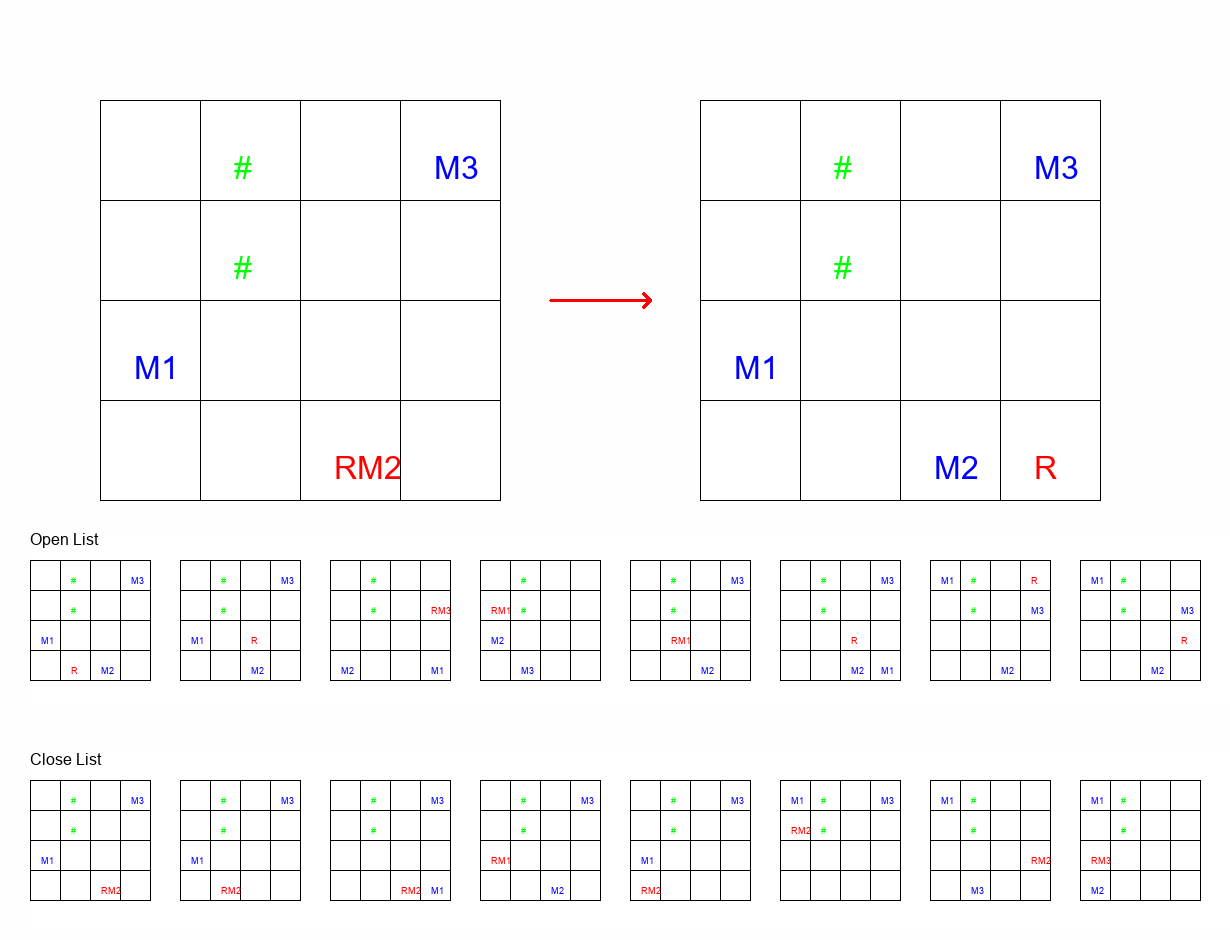 # M3 # M3
# #
M1 M1
RM2 M2 R
Open List
# M3 # M3 # # # M3 # M3 M1 # R M1 #
# # # RM3 RM1 # # # # M3 # M3
M1 M1 R M2 RM1 R R
R M2 M2 M2 M1 M3 M2 M2 M1 M2 M2
Close List
# M3 # M3 # M3 # M3 # M3 M1 # M3 M1 # M1 #
# # # # # RM2 # # #
M1 M1 RM1 M1 RM2 RM3
RM2 RM2 RM2 M1 M2 RM2 M3 M2